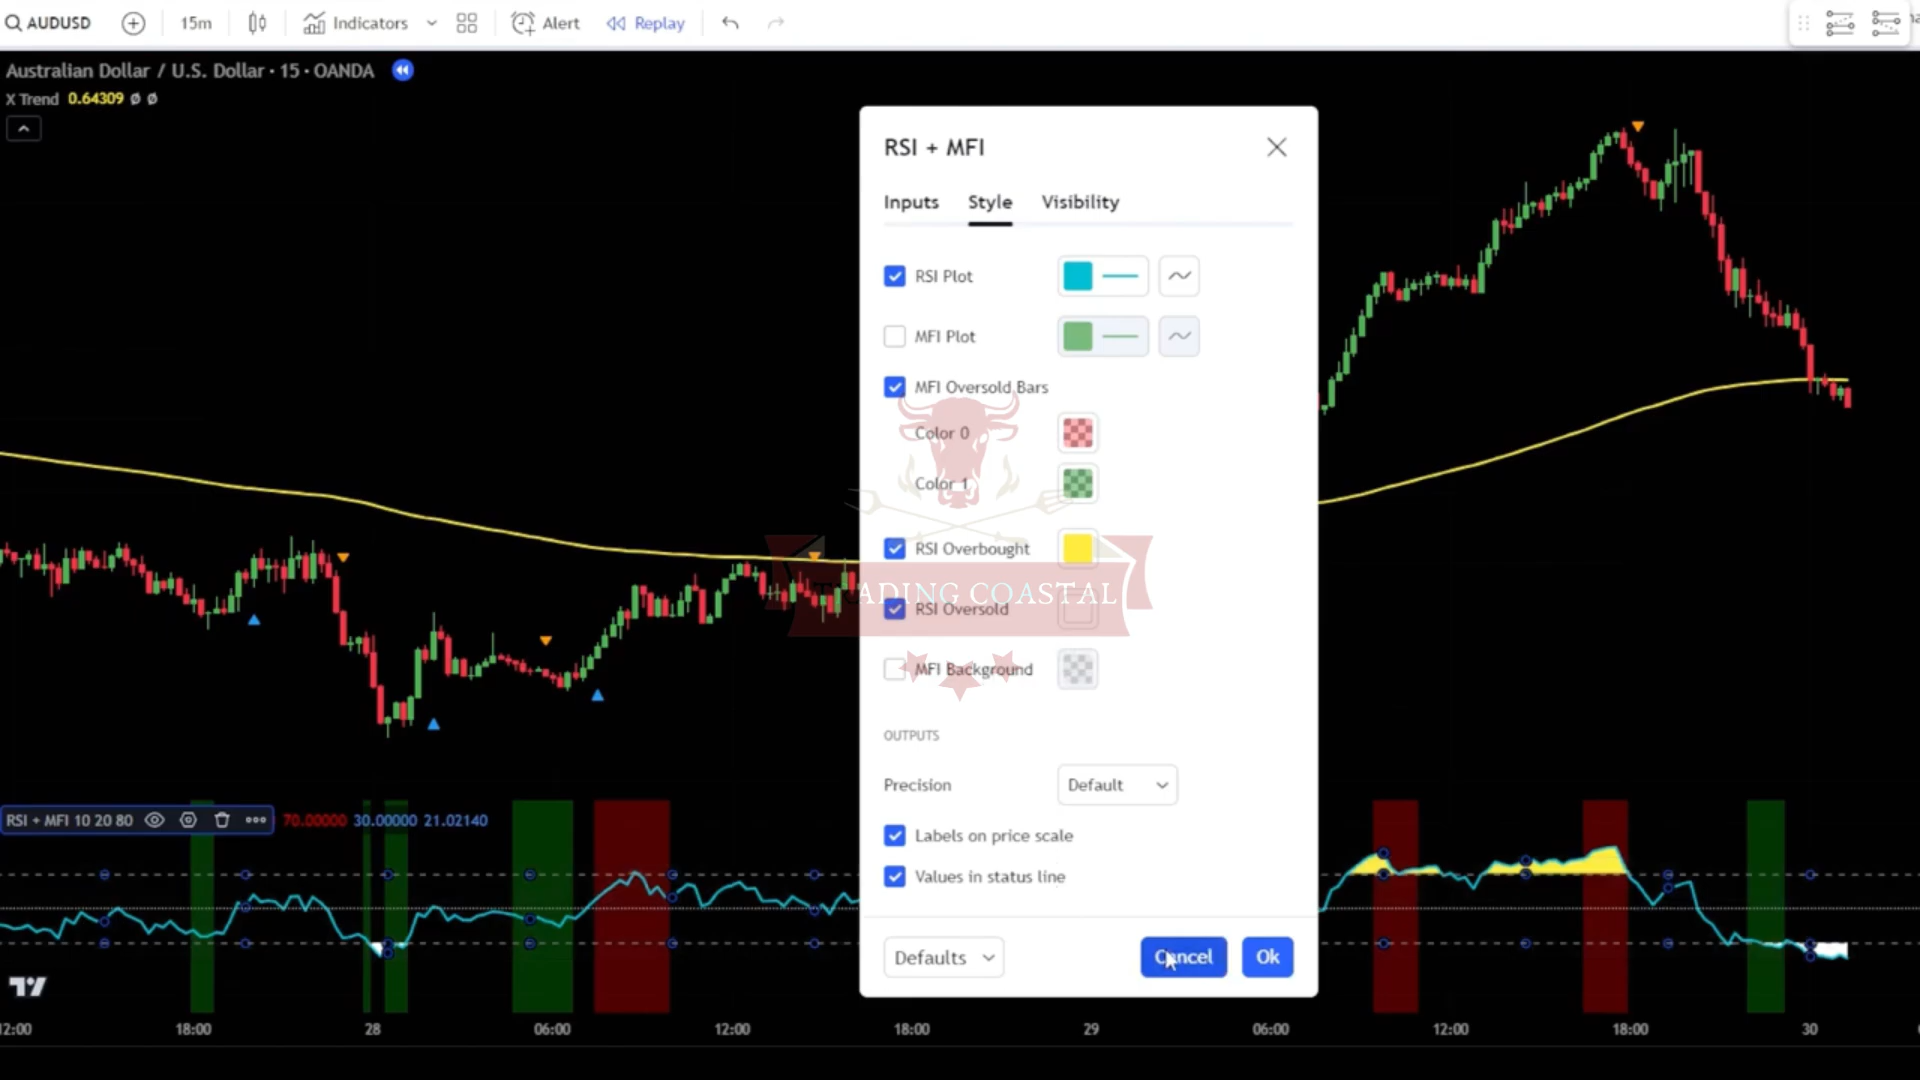 AUDUSD 15m Indicators Alert Replay
Australian Dollar / U.S. Dollar · 15 · OANDA
X Trend 0.64309 ø ø
RSI + MFI
Inputs Style Visibility
RSI Plot
MFI Plot
MFI Oversold Bars
Color 0
Color 1
RSI Overbought
TRADING COASTAL
RSI Oversold
MFI Background
OUTPUTS
Precision Default
RSI + MFI 10 20 80 70.00000 30.00000 21.02140
Labels on price scale
Values in status line
Defaults Cancel Ok
12:00 18:00 28 06:00 12:00 18:00 29 06:00 12:00 18:00 30